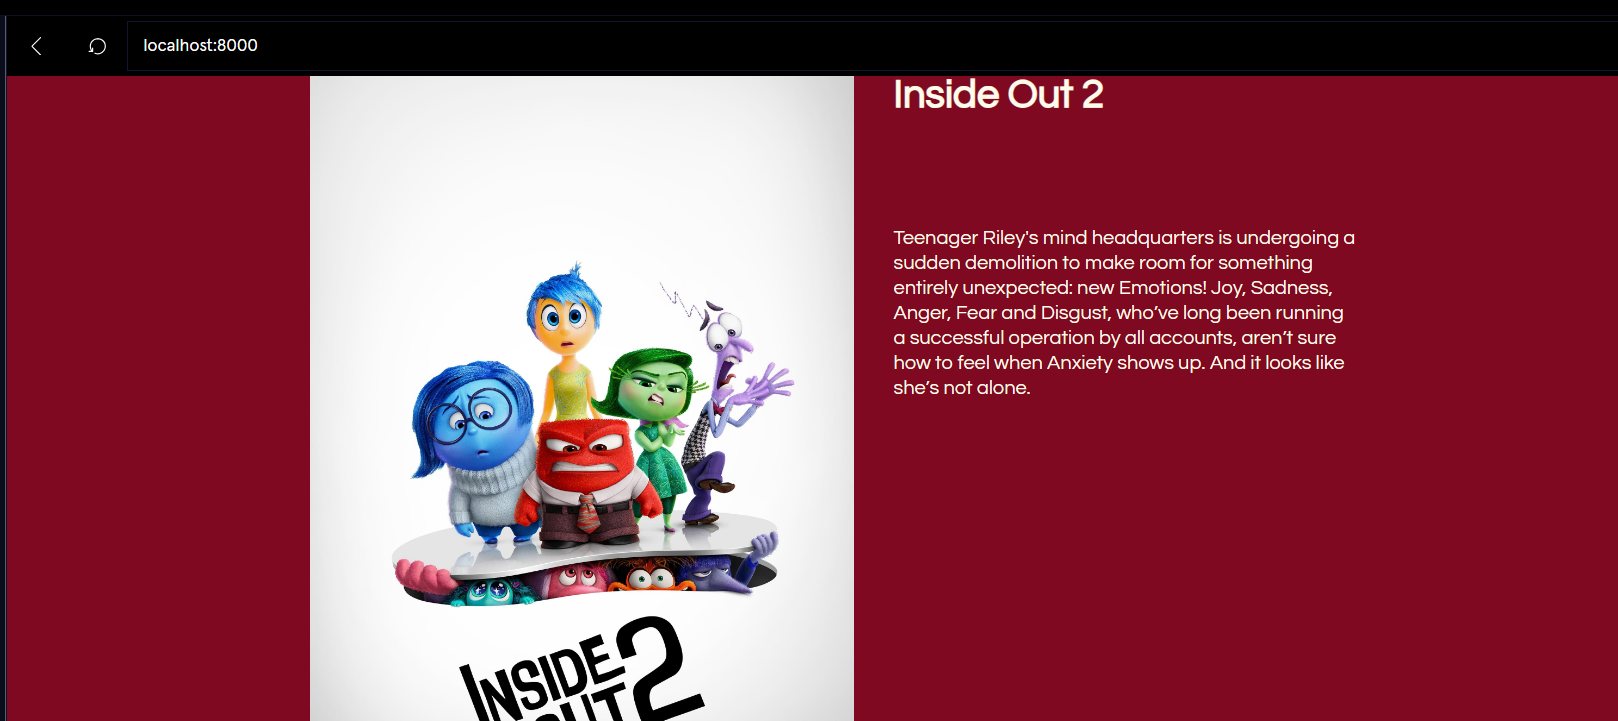 localhost:8000
Inside Out 2
Teenager Riley's mind headquarters is undergoing a
sudden demolition to make room for something
entirely unexpected: new Emotions! Joy, Sadness,
Anger, Fear and Disgust, who’ve long been running
a successful operation by all accounts, aren’t sure
how to feel when Anxiety shows up. And it looks like
she’s not alone.
INSIDE
OUT 2